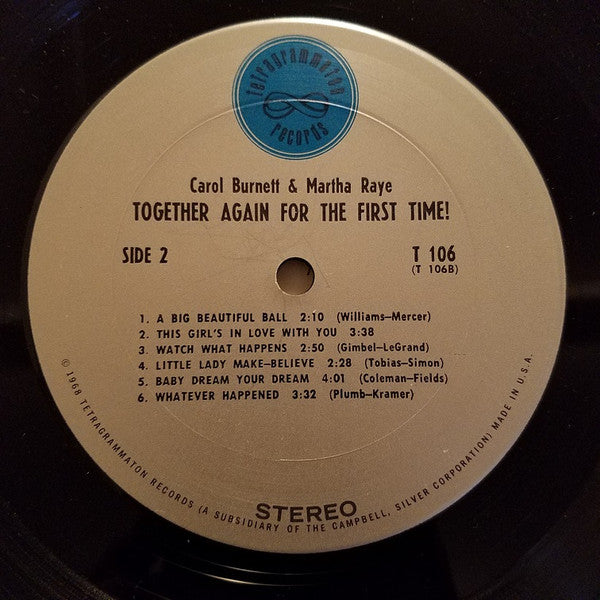 tetragrammaton
records
Carol Burnett & Martha Raye
TOGETHER AGAIN FOR THE FIRST TIME!
SIDE 2
T 106
(T 106B)
1. A BIG BEAUTIFUL BALL 2:10 (Williams–Mercer)
2. THIS GIRL'S IN LOVE WITH YOU 3:38
3. WATCH WHAT HAPPENS 2:50 (Gimbel–LeGrand)
4. LITTLE LADY MAKE–BELIEVE 2:28 (Tobias–Simon)
5. BABY DREAM YOUR DREAM 4:01 (Coleman–Fields)
6. WHATEVER HAPPENED 3:32 (Plumb–Kramer)
STEREO
© 1968 TETRAGRAMMATON RECORDS (A SUBSIDIARY OF THE CAMPBELL, SILVER CORPORATION) MADE IN U.S.A.